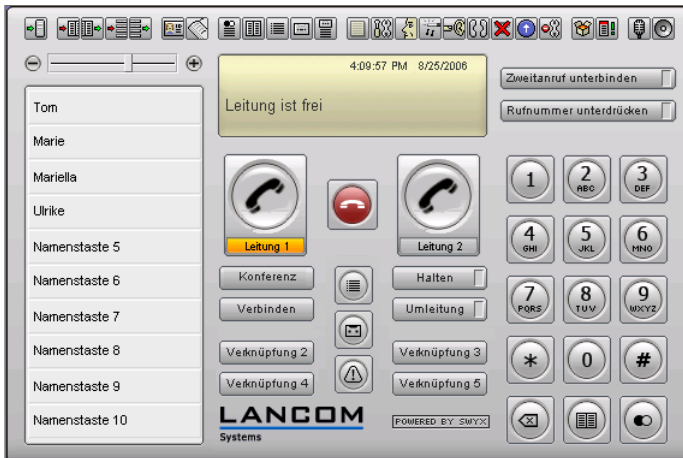 4:09:57 PM 8/25/2006
Leitung ist frei
Zweitanruf unterbinden
Rufnummer unterdrücken
Tom
Marie
Mariella
Ulrike
Namenstaste 5
Namenstaste 6
Namenstaste 7
Namenstaste 8
Namenstaste 9
Namenstaste 10
Leitung 1
Leitung 2
Konferenz
Halten
Verbinden
Umleitung
Verknüpfung 2
Verknüpfung 3
Verknüpfung 4
Verknüpfung 5
LANCOM
Systems
POWERED BY SWYX
1
2 ABC
3 DEF
4 GHI
5 JKL
6 MNO
7 PQRS
8 TUV
9 WXYZ
* 0 #